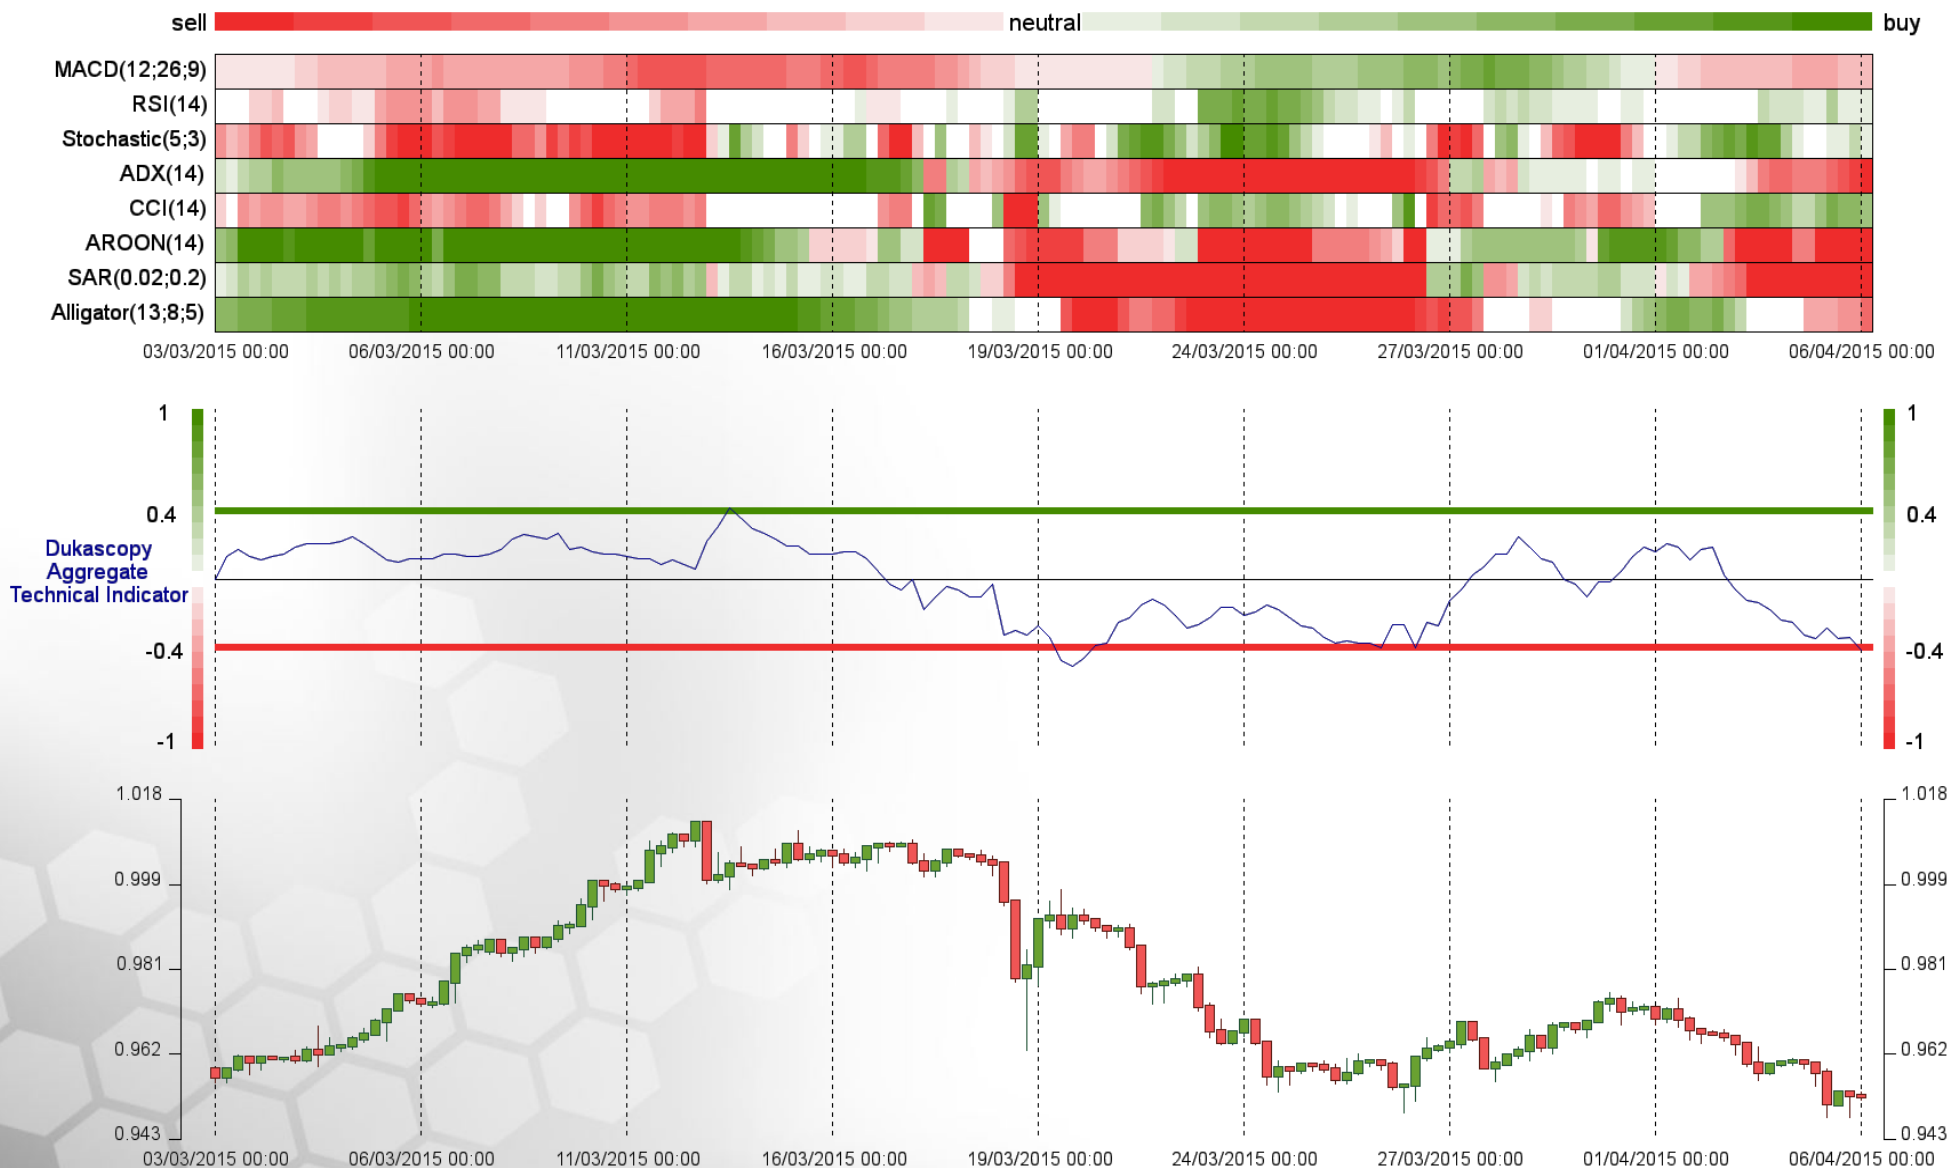 sell neutral buy
MACD(12;26;9)
RSI(14)
Stochastic(5;3)
ADX(14)
CCI(14)
AROON(14)
SAR(0.02;0.2)
Alligator(13;8;5)
03/03/2015 00:00 06/03/2015 00:00 11/03/2015 00:00 16/03/2015 00:00 19/03/2015 00:00 24/03/2015 00:00 27/03/2015 00:00 01/04/2015 00:00 06/04/2015 00:00
1 1
0.4 0.4
Dukascopy
Aggregate
Technical Indicator
-0.4 -0.4
-1 -1
1.018 1.018
0.999 0.999
0.981 0.981
0.962 0.962
0.943 0.943
03/03/2015 00:00 06/03/2015 00:00 11/03/2015 00:00 16/03/2015 00:00 19/03/2015 00:00 24/03/2015 00:00 27/03/2015 00:00 01/04/2015 00:00 06/04/2015 00:00